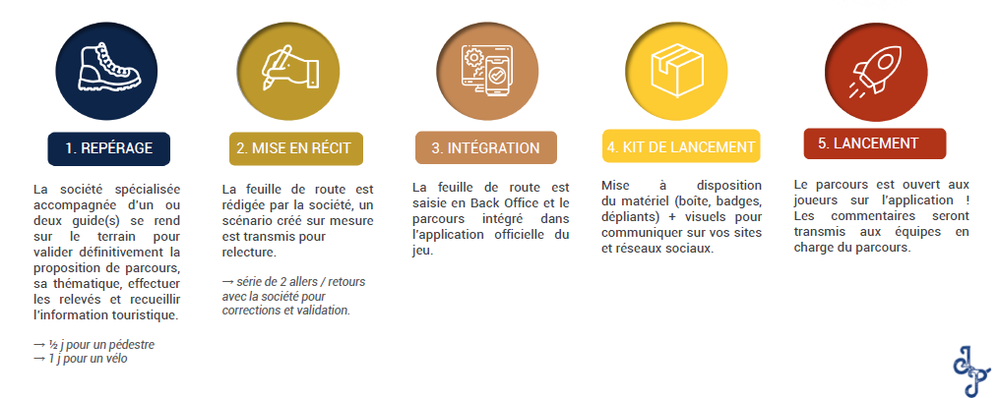 1. REPÉRAGE
La société spécialisée
accompagnée d'un ou
deux guide(s) se rend
sur le terrain pour
valider définitivement la
proposition de parcours,
sa thématique, effectuer
les relevés et recueillir
l'information touristique.
→ ½ j pour un pédestre
→ 1 j pour un vélo
2. MISE EN RÉCIT
La feuille de route est
rédigée par la société, un
scénario créé sur mesure
est transmis pour
relecture.
→ série de 2 allers / retours
avec la société pour
corrections et validation.
3. INTÉGRATION
La feuille de route est
saisie en Back Office et le
parcours intégré dans
l'application officielle du
jeu.
4. KIT DE LANCEMENT
Mise à disposition
du matériel (boîte, badges,
dépliants) + visuels pour
communiquer sur vos sites
et réseaux sociaux.
5. LANCEMENT
Le parcours est ouvert aux
joueurs sur l'application !
Les commentaires seront
transmis aux équipes en
charge du parcours.